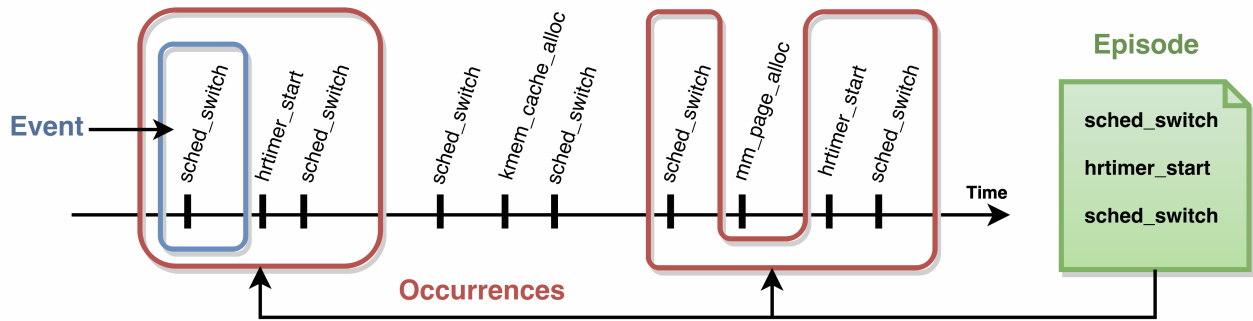 Event
sched_switch
hrtimer_start
sched_switch
sched_switch
kmem_cache_alloc
sched_switch
sched_switch
mm_page_alloc
hrtimer_start
sched_switch
Time
Occurrences
Episode
sched_switch
hrtimer_start
sched_switch